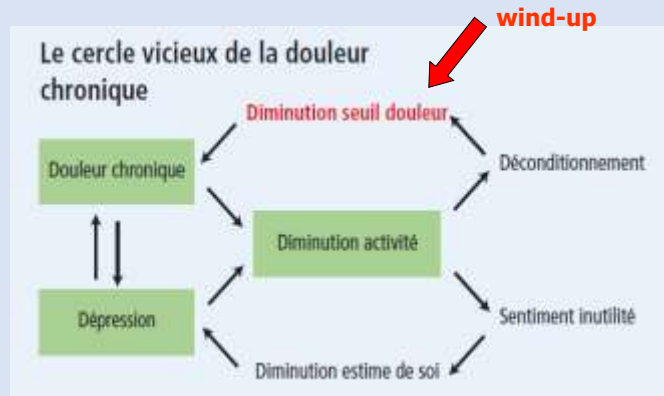 wind-up
Le cercle vicieux de la douleur
chronique
Diminution seuil douleur
Douleur chronique
Déconditionnement
Diminution activité
Dépression
Sentiment inutilité
Diminution estime de soi